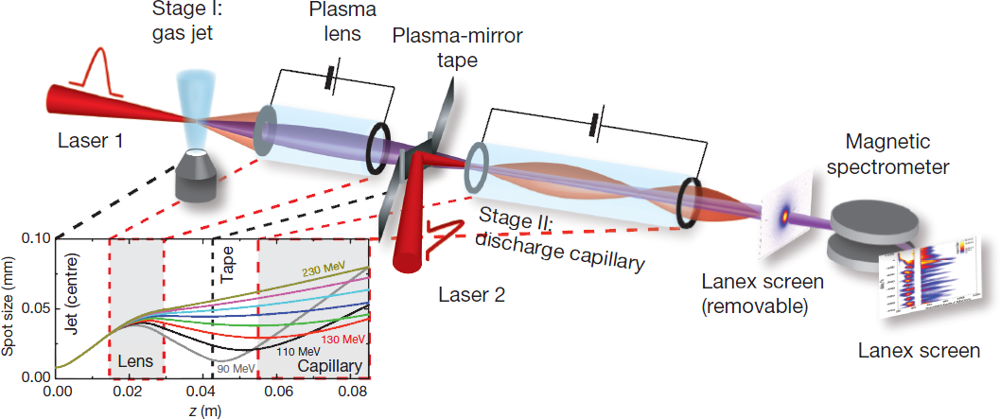 Stage I:
gas jet
Plasma
lens
Plasma-mirror
tape
Laser 1
Magnetic
spectrometer
Stage II:
discharge capillary
Laser 2
Lanex screen
(removable)
Lanex screen
Spot size (mm)
0.10
0.05
0.00
Jet (centre)
Lens
Tape
230 MeV
130 MeV
110 MeV
90 MeV
Capillary
0.00 0.02 0.04 0.06 0.08
z (m)